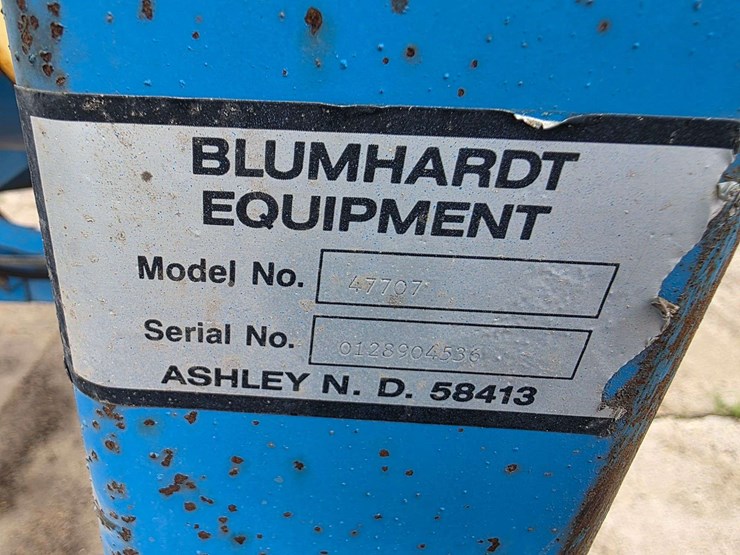 BLUMHARDT
EQUIPMENT
Model No. 47707
Serial No. 0128904536
ASHLEY N. D. 58413